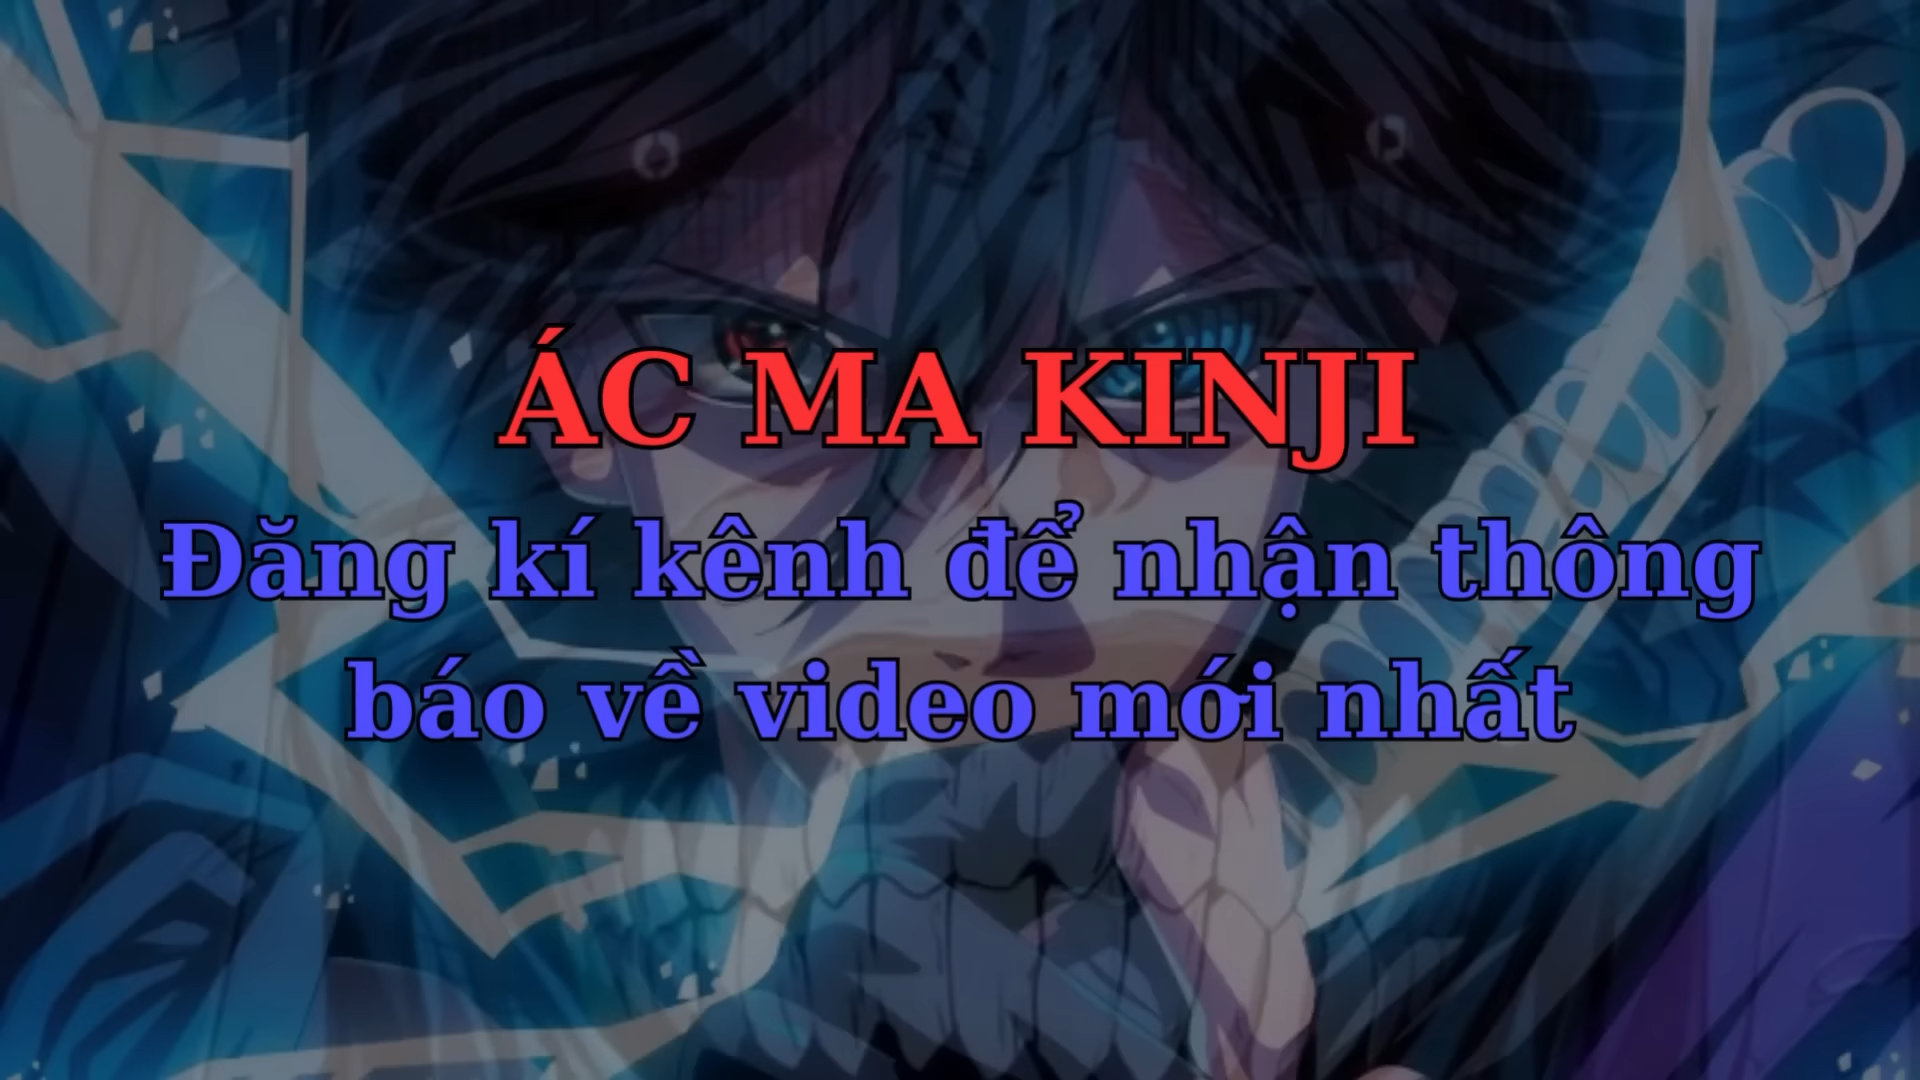 ÁC MA KINJI
Đăng kí kênh để nhận thông
báo về video mới nhất